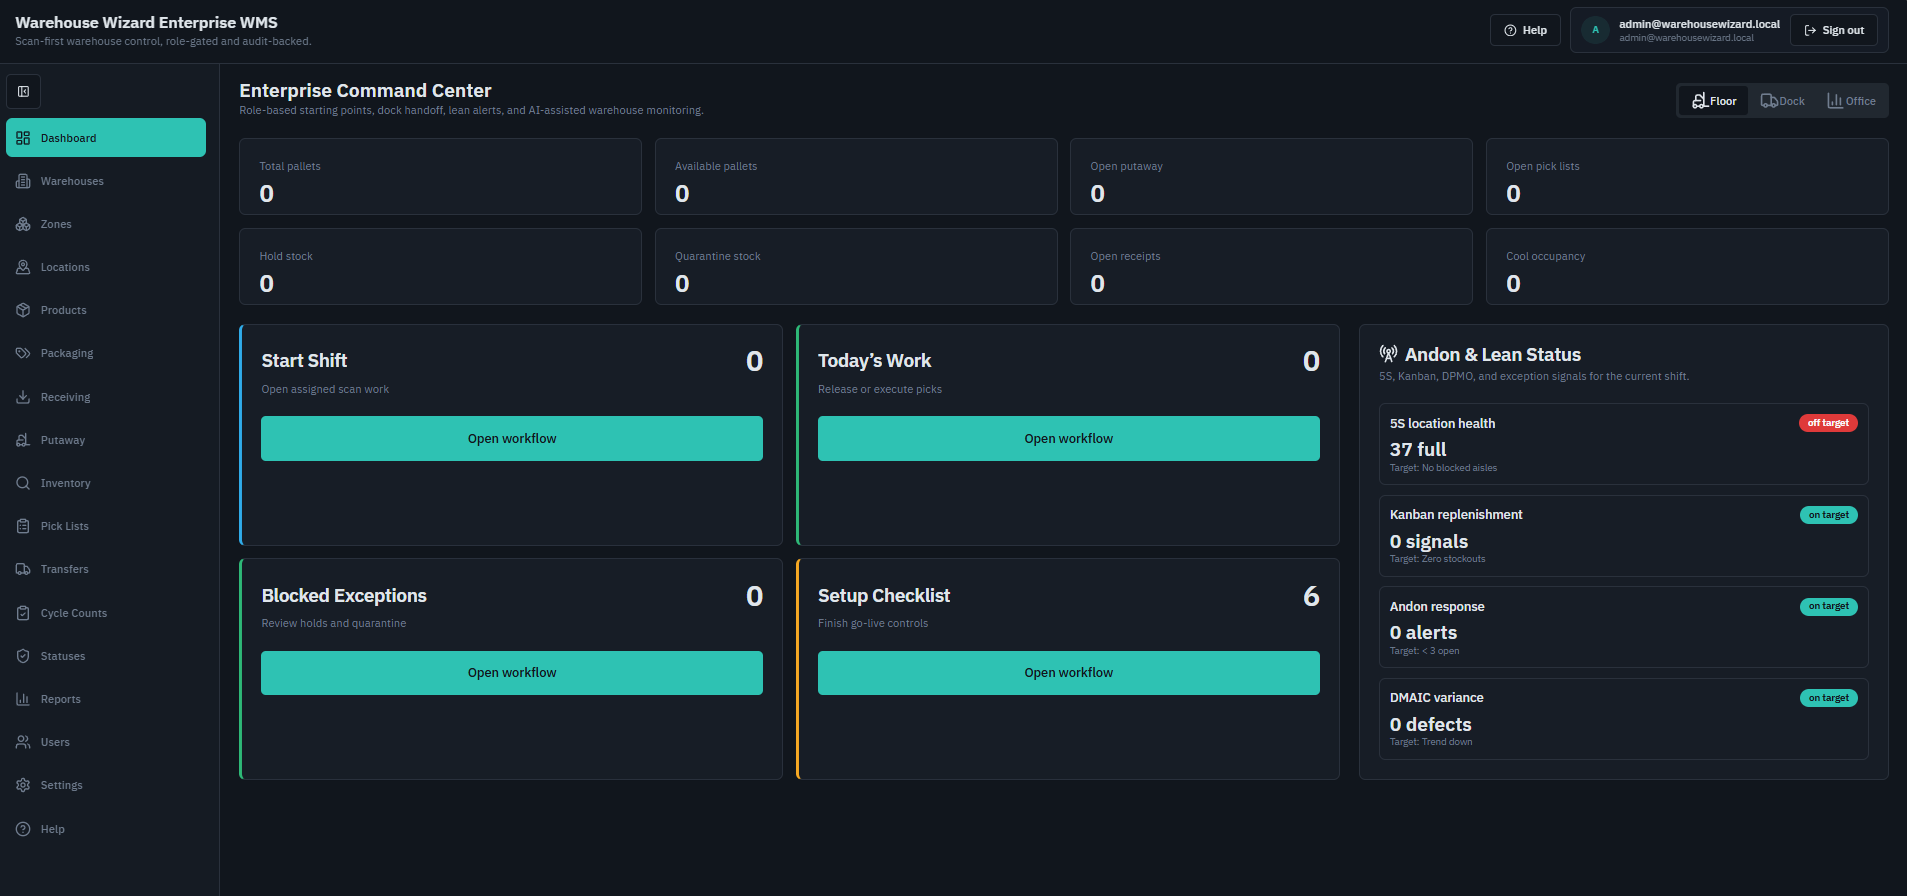 Warehouse Wizard Enterprise WMS
Scan-first warehouse control, role-gated and audit-backed.
Help
A
admin@warehousewizard.local
admin@warehousewizard.local
Sign out
Dashboard
Warehouses
Zones
Locations
Products
Packaging
Receiving
Putaway
Inventory
Pick Lists
Transfers
Cycle Counts
Statuses
Reports
Users
Settings
Help
Enterprise Command Center
Role-based starting points, dock handoff, lean alerts, and AI-assisted warehouse monitoring.
Floor
Dock
Office
Total pallets
0
Available pallets
0
Open putaway
0
Open pick lists
0
Hold stock
0
Quarantine stock
0
Open receipts
0
Cool occupancy
0
Start Shift
0
Open assigned scan work
Open workflow
Today’s Work
0
Release or execute picks
Open workflow
Blocked Exceptions
0
Review holds and quarantine
Open workflow
Setup Checklist
6
Finish go-live controls
Open workflow
Andon & Lean Status
5S, Kanban, DPMO, and exception signals for the current shift.
5S location health
off target
37 full
Target: No blocked aisles
Kanban replenishment
on target
0 signals
Target: Zero stockouts
Andon response
on target
0 alerts
Target: < 3 open
DMAIC variance
on target
0 defects
Target: Trend down